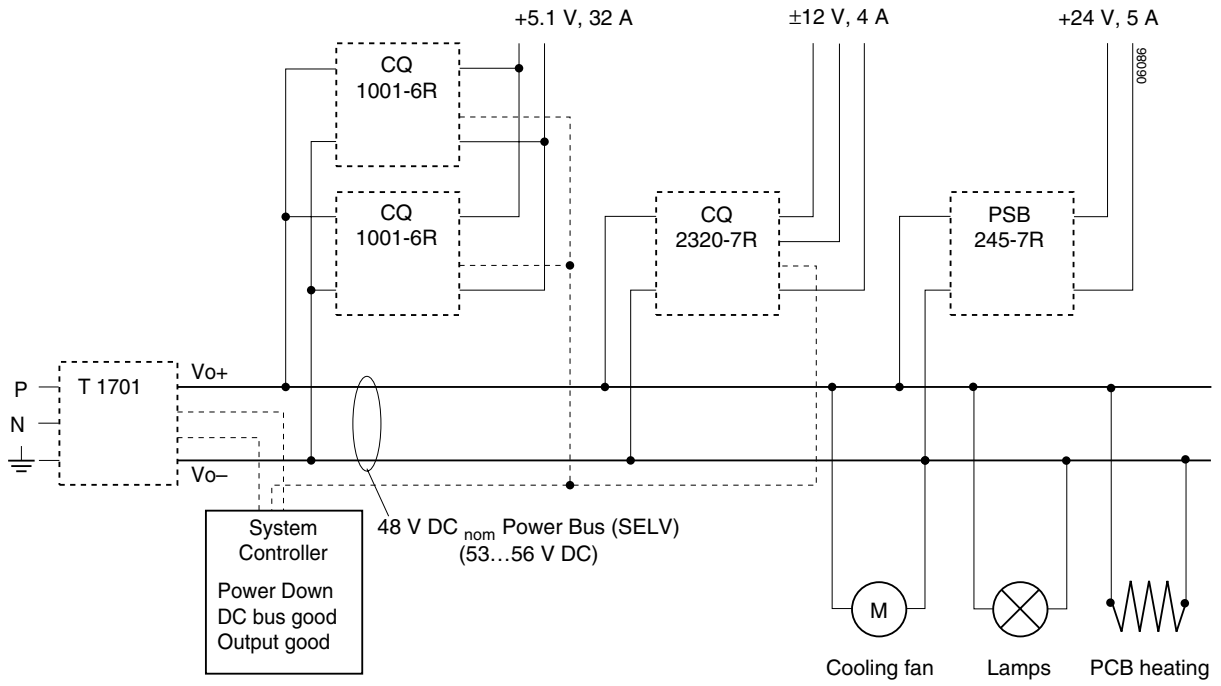 +5.1 V, 32 A
±12 V, 4 A
+24 V, 5 A
06086
CQ
1001-6R
CQ
1001-6R
CQ
2320-7R
PSB
245-7R
P
N
T 1701
Vo+
Vo–
System
Controller
Power Down
DC bus good
Output good
48 V DC nom Power Bus (SELV)
(53…56 V DC)
M
Cooling fan
Lamps
PCB heating